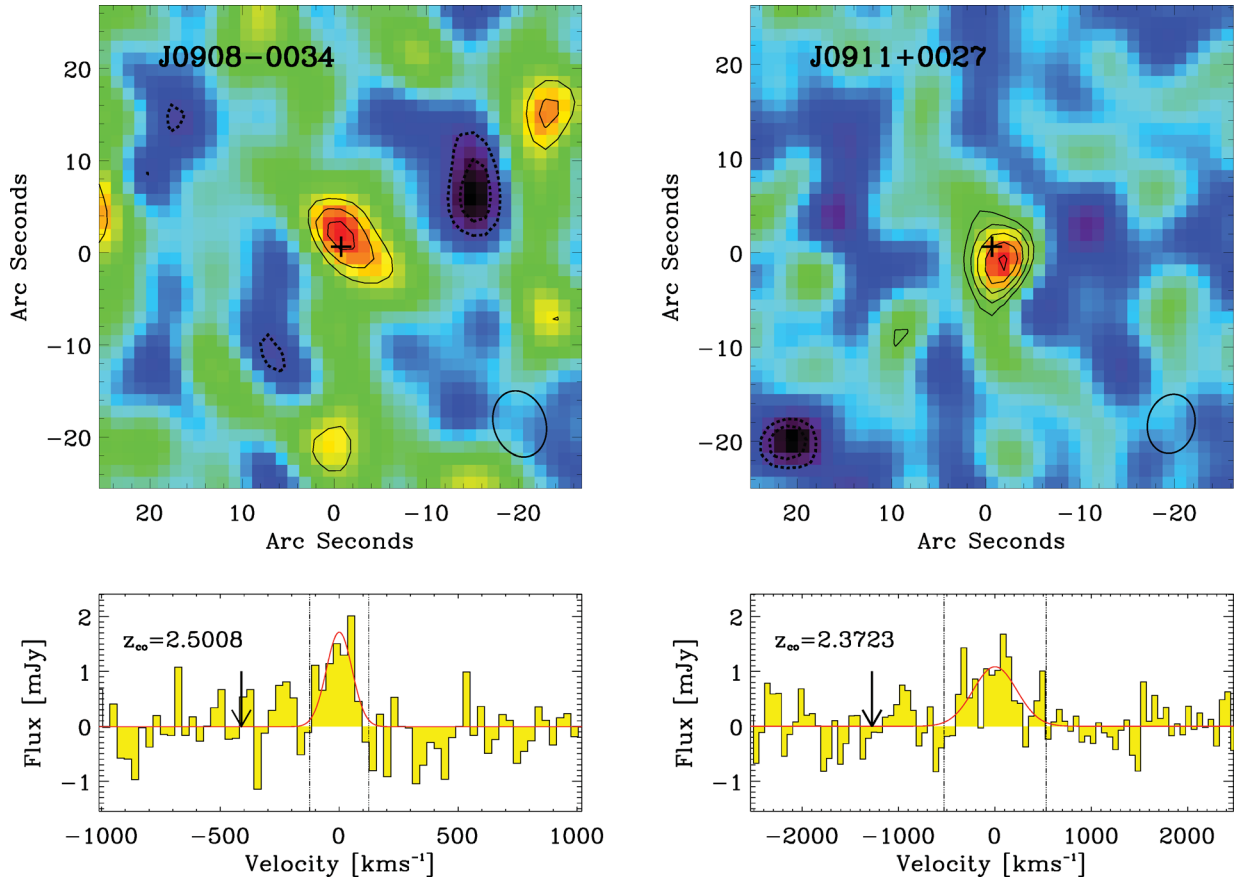 J0908−0034
20
10
0
−10
−20
Arc Seconds
20 10 0 −10 −20
Arc Seconds
J0911+0027
20
10
0
−10
−20
Arc Seconds
20 10 0 −10 −20
Arc Seconds
z_co=2.5008
2
1
0
−1
Flux [mJy]
−1000 −500 0 500 1000
Velocity [kms⁻¹]
z_co=2.3723
2
1
0
−1
Flux [mJy]
−2000 −1000 0 1000 2000
Velocity [kms⁻¹]